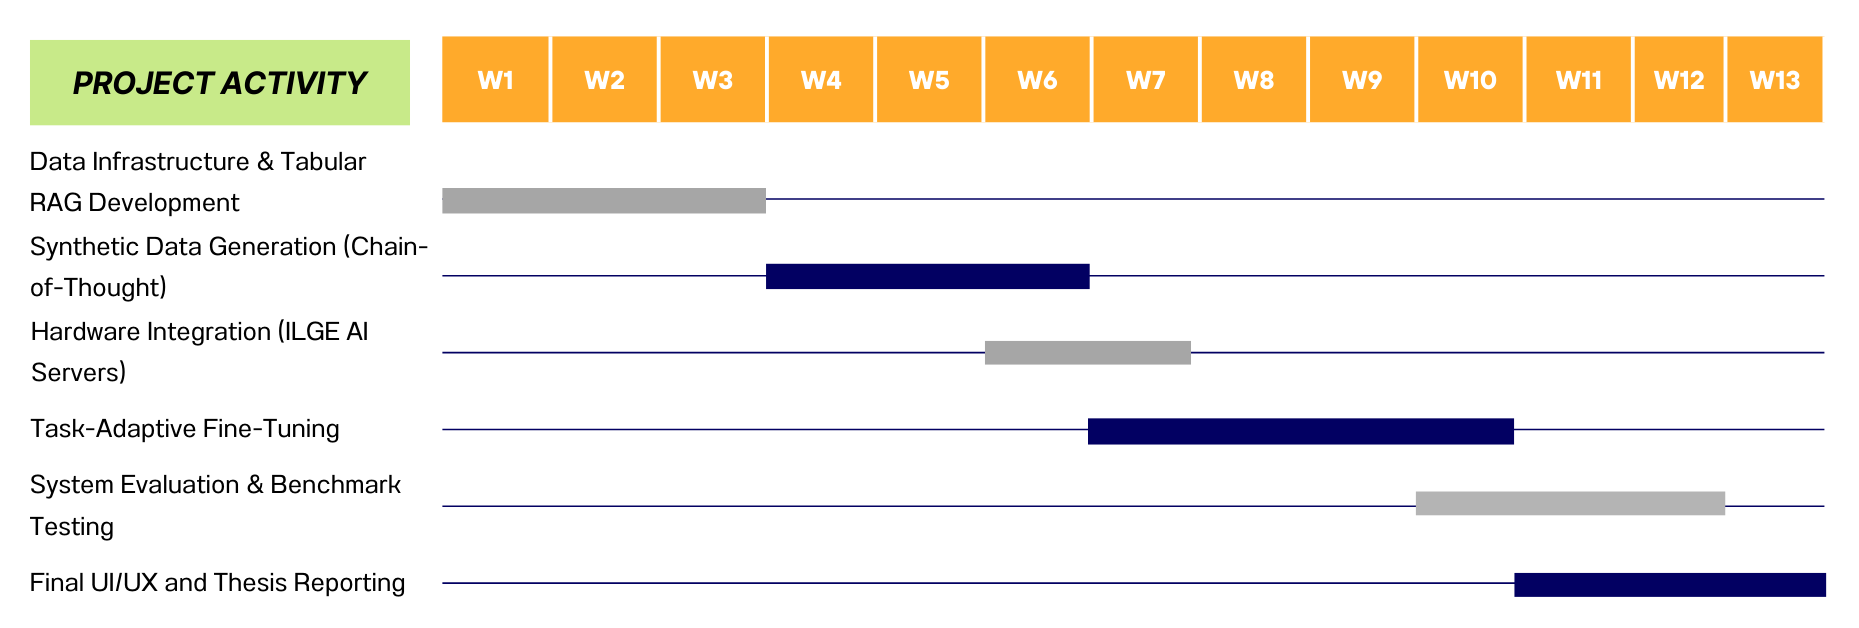 PROJECT ACTIVITY
W1 W2 W3 W4 W5 W6 W7 W8 W9 W10 W11 W12 W13
Data Infrastructure & Tabular
RAG Development
Synthetic Data Generation (Chain-
of-Thought)
Hardware Integration (ILGE AI
Servers)
Task-Adaptive Fine-Tuning
System Evaluation & Benchmark
Testing
Final UI/UX and Thesis Reporting